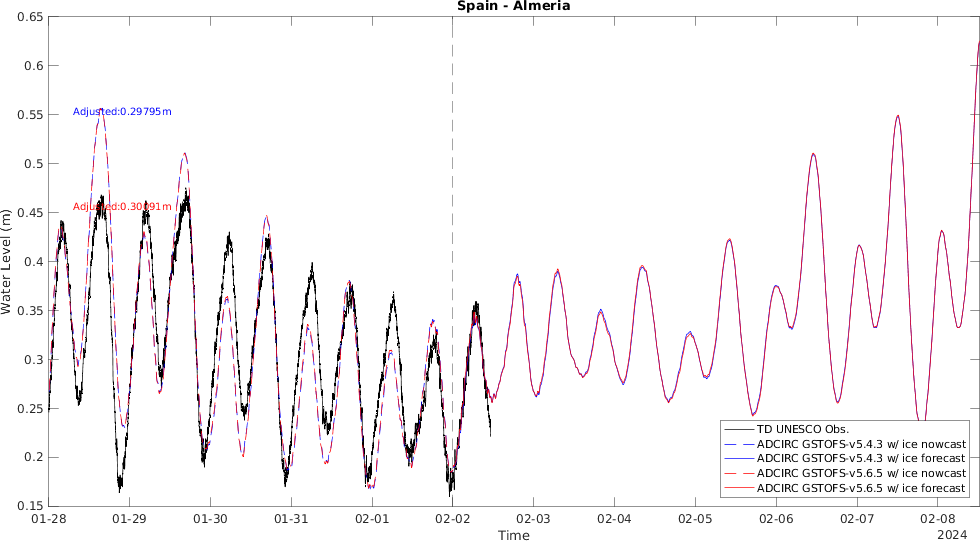 Spain - Almeria
Water Level (m)
0.65
0.6
0.55
0.5
0.45
0.4
0.35
0.3
0.25
0.2
0.15
Adjusted:0.29795m
Adjusted:0.30091m
TD UNESCO Obs.
ADCIRC GSTOFS-v5.4.3 w/ ice nowcast
ADCIRC GSTOFS-v5.4.3 w/ ice forecast
ADCIRC GSTOFS-v5.6.5 w/ ice nowcast
ADCIRC GSTOFS-v5.6.5 w/ ice forecast
01-28 01-29 01-30 01-31 02-01 02-02 02-03 02-04 02-05 02-06 02-07 02-08
Time
2024